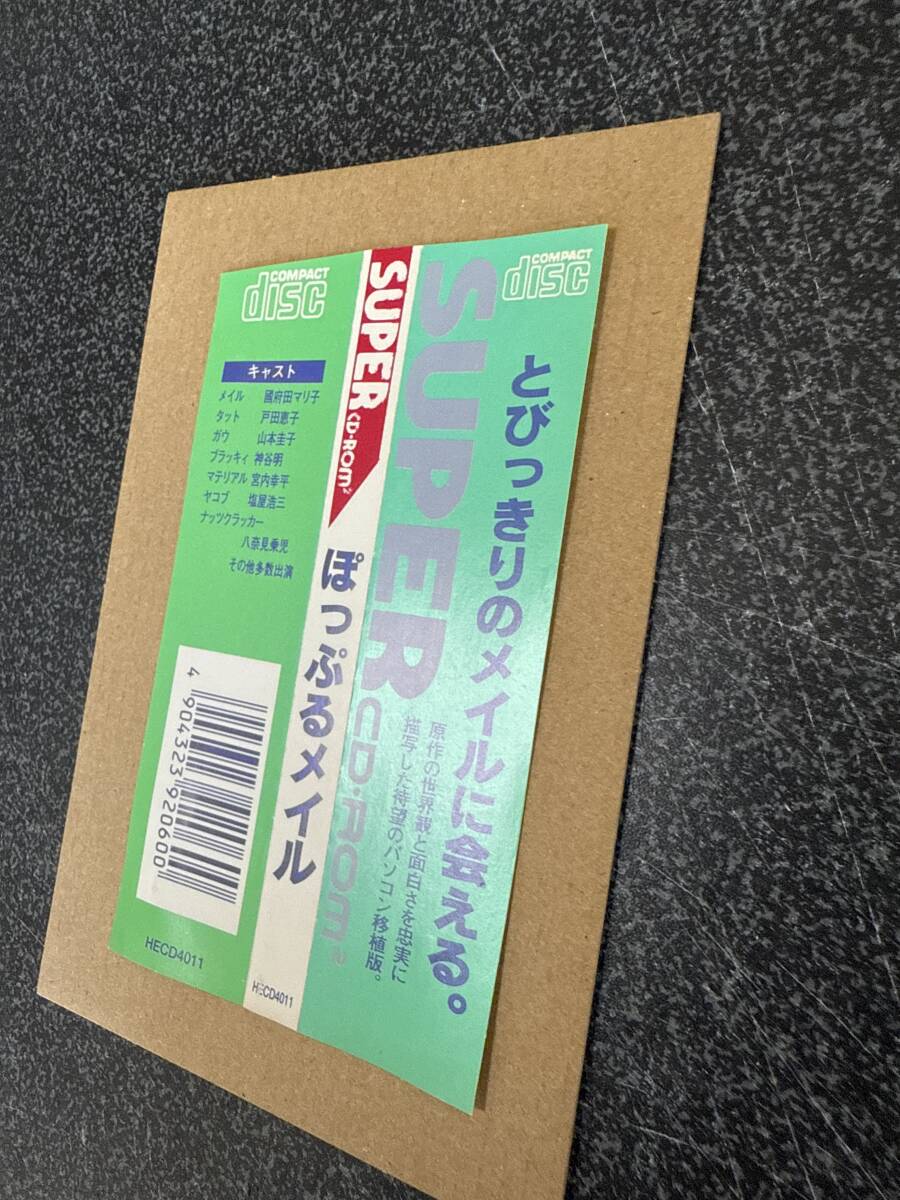 COMPACT
disc
キャスト
メイル 國府田マリ子
タット 戸田恵子
ガウ 山本圭子
ブラッキィ 神谷明
マテリアル 宮内幸平
ヤコブ 塩屋浩三
ナッツクラッカー
八奈見乗児
その他多数出演
4 904323 920600
HECD4011
SUPER
CD-ROM²
ぽっぷるメイル
HECD4011
COMPACT
disc
SUPER
CD-ROM²
とびっきりのメイルに会える。
原作の世界観と面白さを忠実に
描写した待望のパソコン移植版。